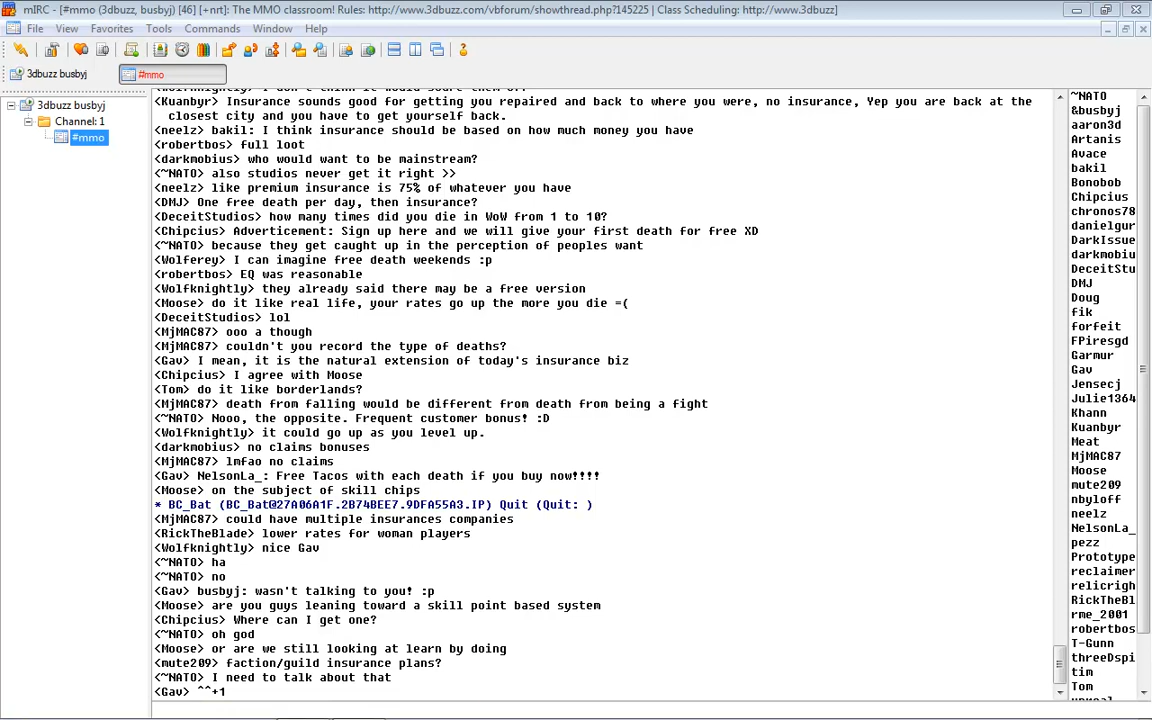 mIRC - [#mmo (3dbuzz, busbyj) [46] [+nrt]: The MMO classroom! Rules: http://www.3dbuzz.com/vbforum/showthread.php?145225 | Class Scheduling: http://www.3dbuzz]
File View Favorites Tools Commands Window Help
3dbuzz busbyj #mmo
3dbuzz busbyj
Channel: 1
#mmo
<Kuanbyr> Insurance sounds good for getting you repaired and back to where you were, no insurance, Yep you are back at the
closest city and you have to get yourself back.
<neelz> bakil: I think insurance should be based on how much money you have
<robertbos> full loot
<darkmobius> who would want to be mainstream?
<~NATO> also studios never get it right >>
<neelz> like premium insurance is 75% of whatever you have
<DMJ> One free death per day, then insurance?
<DeceitStudios> how many times did you die in WoW from 1 to 10?
<Chipcius> Adverticement: Sign up here and we will give your first death for free XD
<~NATO> because they get caught up in the perception of peoples want
<Wolferey> I can imagine free death weekends :p
<robertbos> EQ was reasonable
<Wolfknightly> they already said there may be a free version
<Moose> do it like real life, your rates go up the more you die =(
<DeceitStudios> lol
<MjMAC87> ooo a though
<MjMAC87> couldn't you record the type of deaths?
<Gav> I mean, it is the natural extension of today's insurance biz
<Chipcius> I agree with Moose
<Tom> do it like borderlands?
<MjMAC87> death from falling would be different from death from being a fight
<~NATO> Nooo, the opposite. Frequent customer bonus! :D
<Wolfknightly> it could go up as you level up.
<darkmobius> no claims bonuses
<MjMAC87> lmfao no claims
<Gav> NelsonLa_: Free Tacos with each death if you buy now!!!!
<Moose> on the subject of skill chips
* BC_Bat (BC_Bat@27A06A1F.2B74BEE7.9DFA55A3.IP) Quit (Quit: )
<MjMAC87> could have multiple insurances companies
<RickTheBlade> lower rates for woman players
<Wolfknightly> nice Gav
<~NATO> ha
<~NATO> no
<Gav> busbyj: wasn't talking to you! :p
<Moose> are you guys leaning toward a skill point based system
<Chipcius> Where can I get one?
<~NATO> oh god
<Moose> or are we still looking at learn by doing
<mute209> faction/guild insurance plans?
<~NATO> I need to talk about that
<Gav> ^^+1
~NATO
&busbyj
aaron3d
Artanis
Avace
bakil
Bonobob
Chipcius
chronos78
danielgur
DarkIssue
darkmobiu
DeceitStu
DMJ
Doug
fik
forfeit
FPiresgd
Garmur
Gav
Jensecj
Julie1364
Khann
Kuanbyr
Meat
MjMAC87
Moose
mute209
nbyloff
neelz
NelsonLa_
pezz
Prototype
reclaimer
relicrigh
RickTheBl
rme_2001
robertbos
T-Gunn
threeDspi
tim
Tom